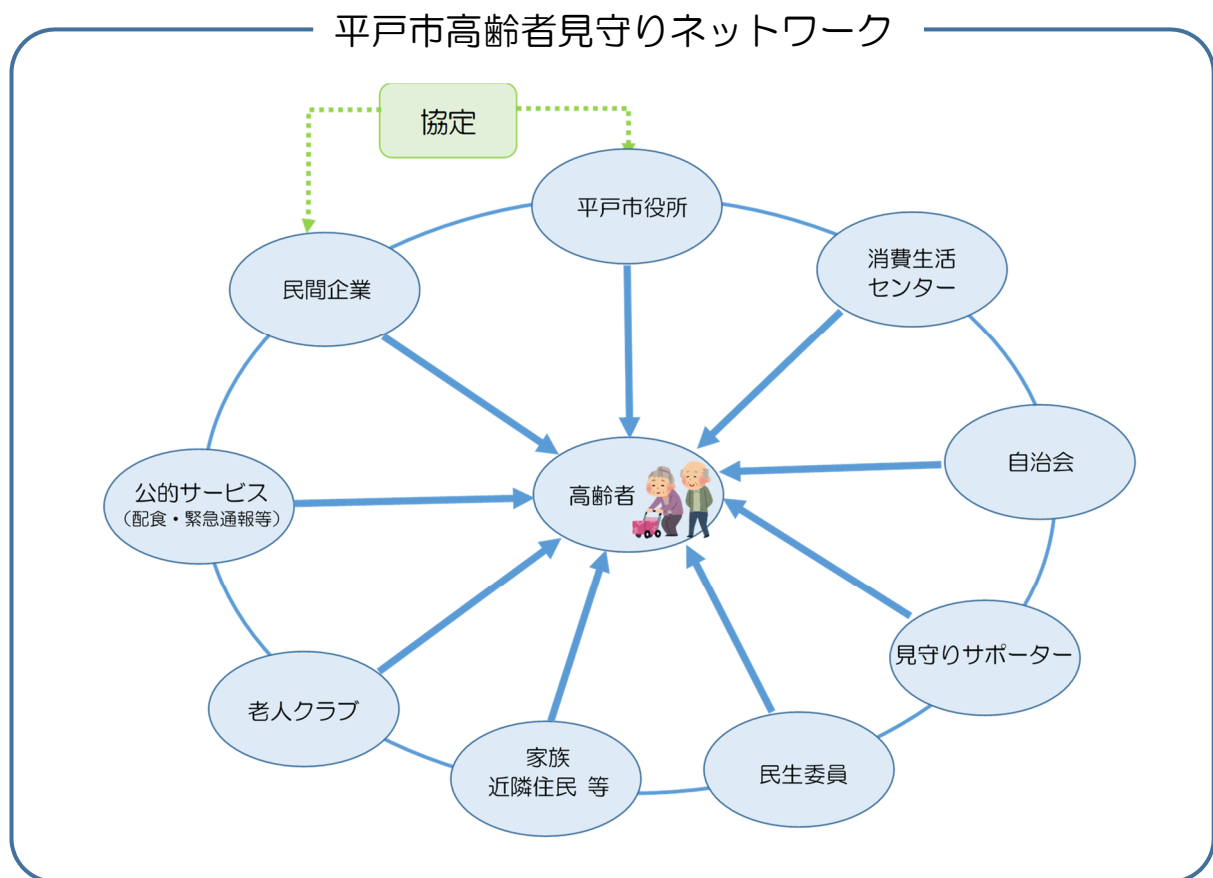 平戸市高齢者見守りネットワーク
協定
平戸市役所
消費生活
センター
民間企業
自治会
公的サービス
（配食・緊急通報等）
高齢者
見守りサポーター
老人クラブ
家族
近隣住民 等
民生委員